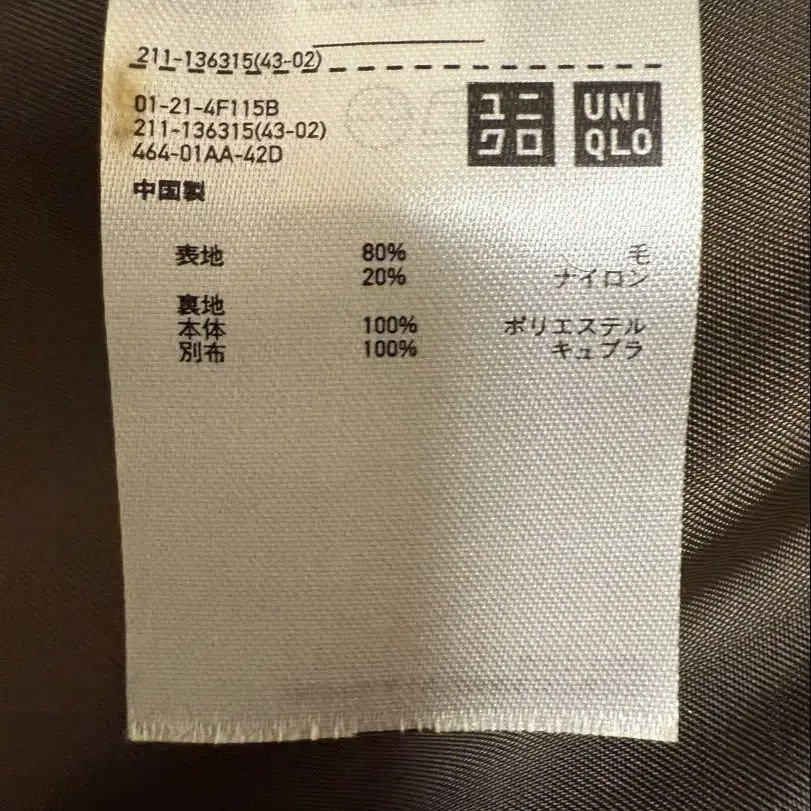 211-136315(43-02)
01-21-4F115B
211-136315(43-02)
464-01AA-42D
ユニクロ
UNIQLO
中国製
表地 80% 毛
20% ナイロン
裏地
本体 100% ポリエステル
別布 100% キュプラ